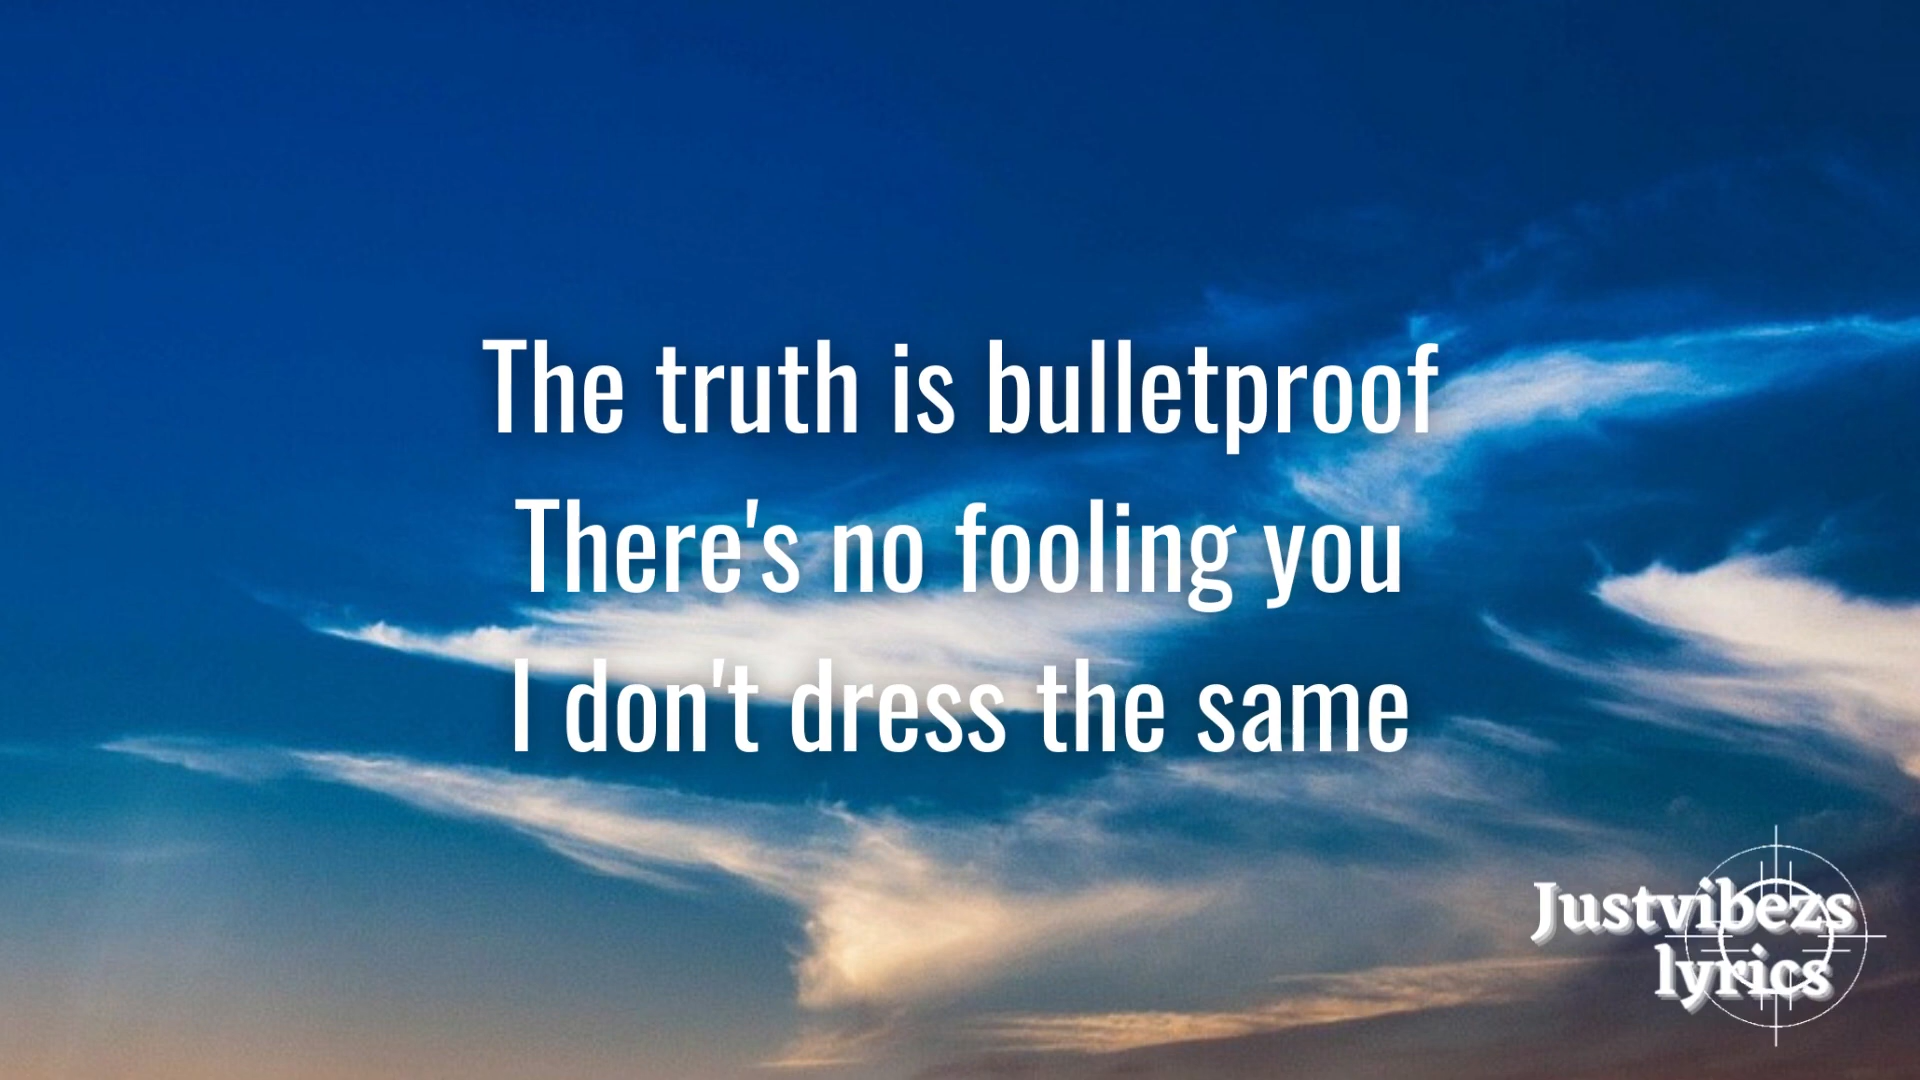 The truth is bulletproof
There's no fooling you
I don't dress the same
Justvibezs
lyrics